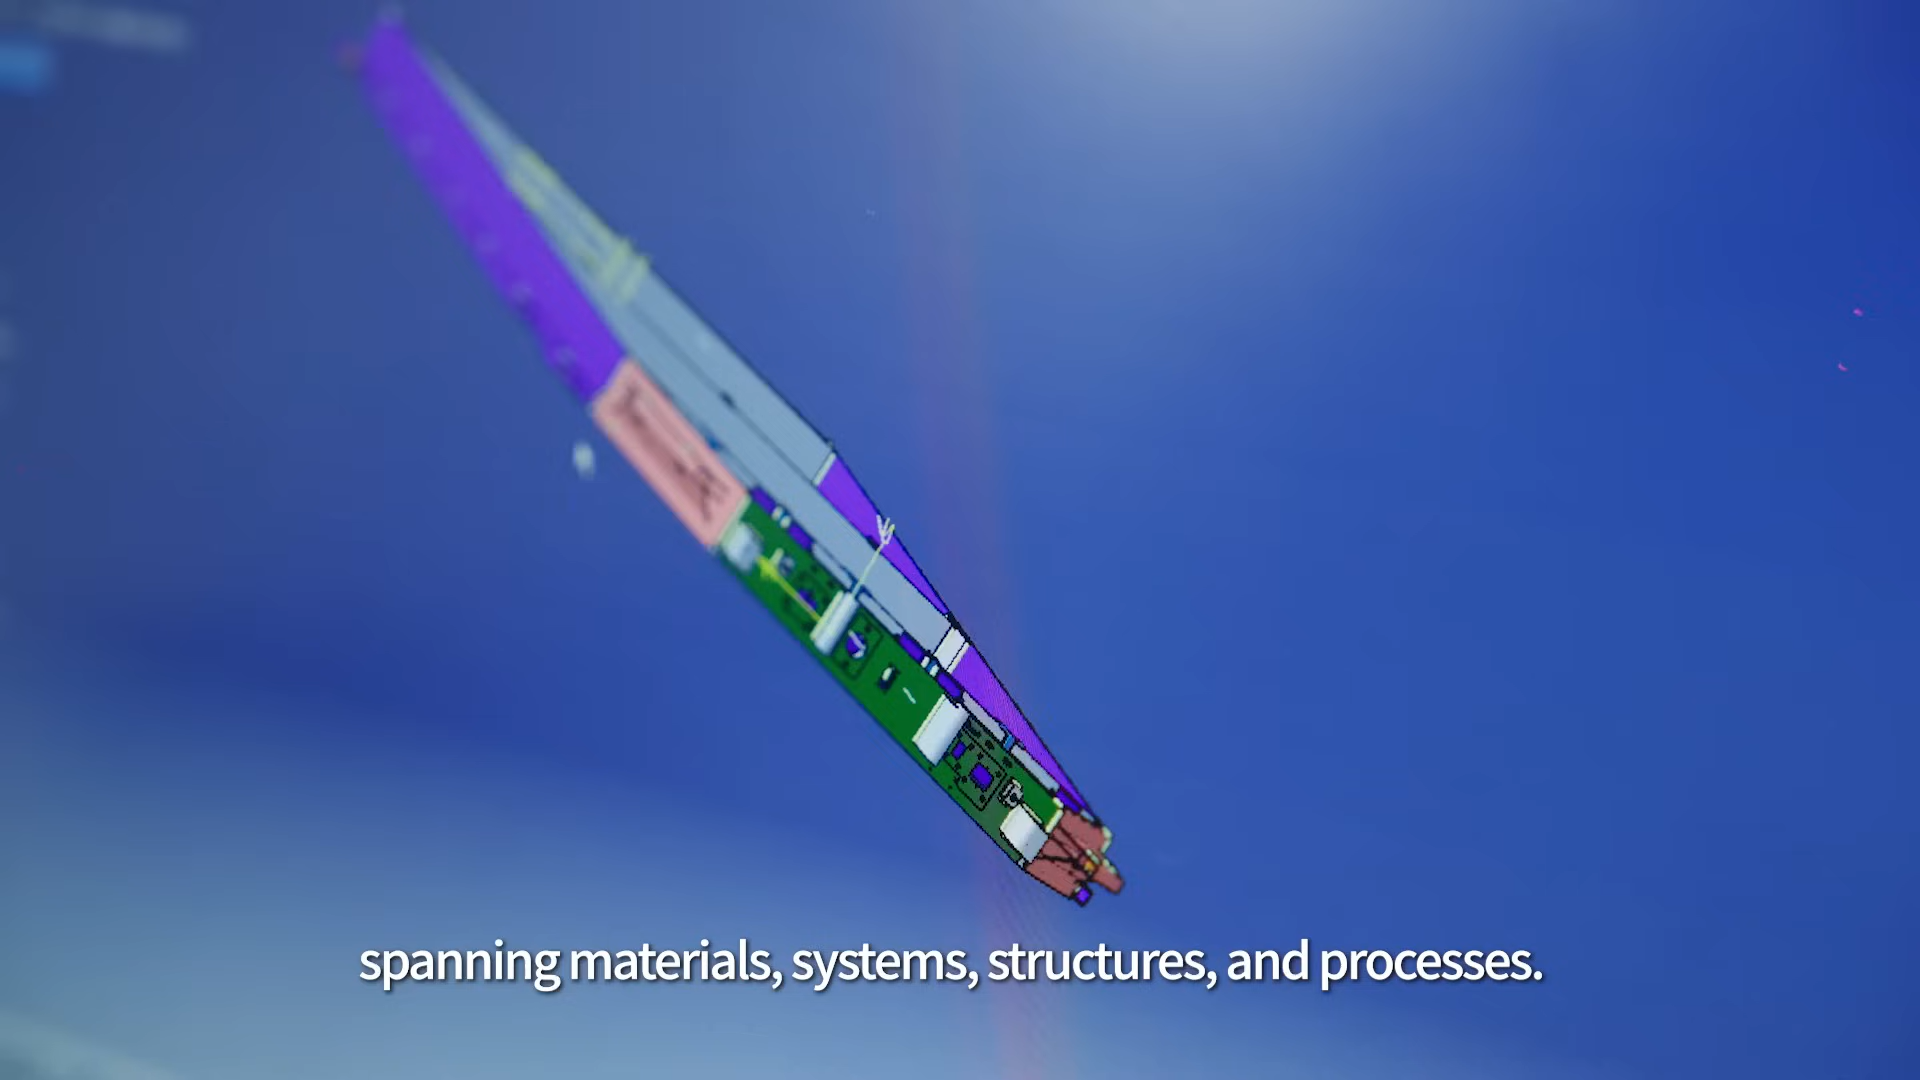 spanning materials, systems, structures, and processes.